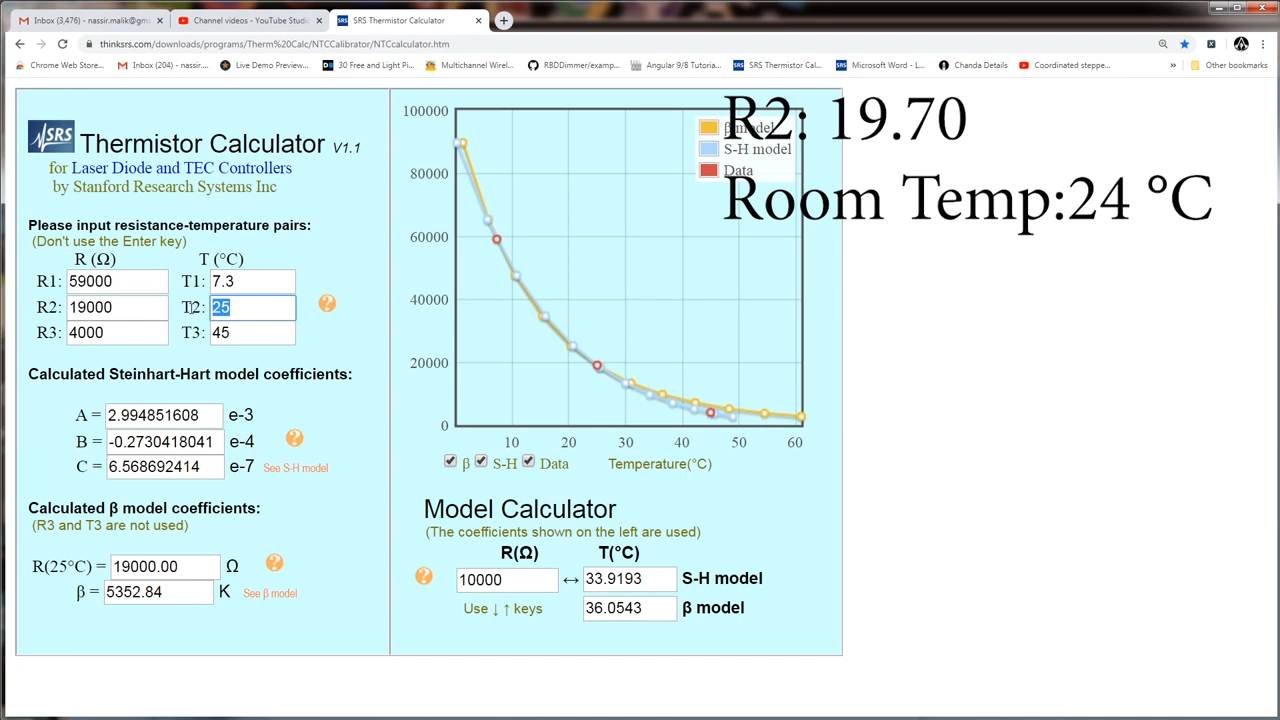 Inbox (3,476) - nassir.malik@gm
Channel videos - YouTube Studi
SRS Thermistor Calculator
thinksrs.com/downloads/programs/Therm%20Calc/NTCCalibrator/NTCcalculator.htm
Chrome Web Store...
Inbox (204) - nassir....
Live Demo Preview...
30 Free and Light Pi...
Multichannel Wirel...
RBDDimmer/examp...
Angular 9/8 Tutoria...
SRS Thermistor Cal...
Microsoft Word - L...
Chanda Details
Coordinated steppe...
»
Other bookmarks
SRS
Thermistor Calculator V1.1
for Laser Diode and TEC Controllers
by Stanford Research Systems Inc
Please input resistance-temperature pairs:
(Don't use the Enter key)
R (Ω) T (°C)
R1: 59000 T1: 7.3
R2: 19000 T2: 25 ?
R3: 4000 T3: 45
Calculated Steinhart-Hart model coefficients:
A = 2.994851608 e-3
B = -0.2730418041 e-4 ?
C = 6.568692414 e-7 See S-H model
Calculated β model coefficients:
(R3 and T3 are not used)
R(25°C) = 19000.00 Ω ?
β = 5352.84 K See β model
100000
80000
60000
40000
20000
0
10 20 30 40 50 60
β model
S-H model
Data
β S-H Data Temperature(°C)
R2: 19.70
Room Temp:24 °C
Model Calculator
(The coefficients shown on the left are used)
R(Ω) T(°C)
? 10000 ↔ 33.9193 S-H model
Use ↓ ↑ keys 36.0543 β model